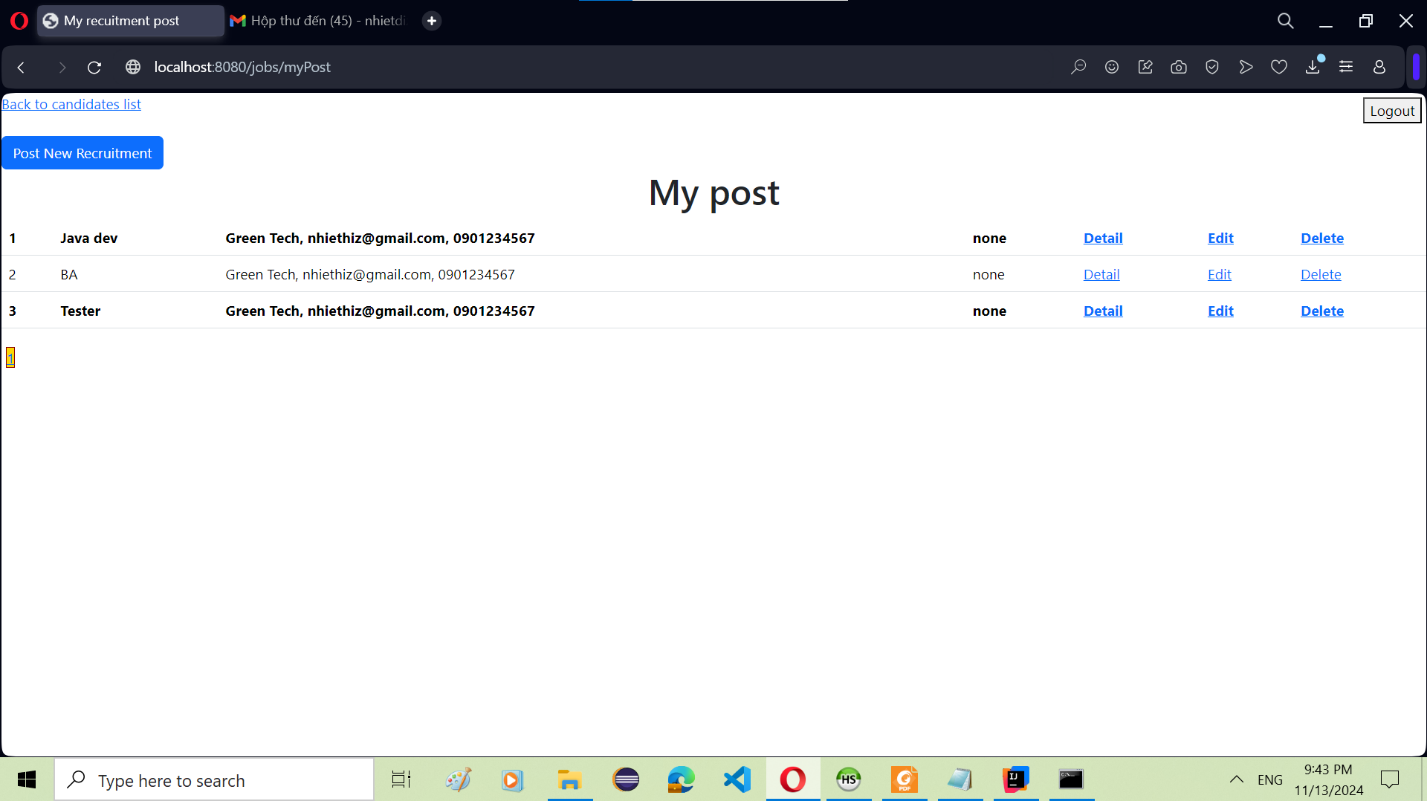 My recuitment post
Hộp thư đến (45) - nhietdi
localhost:8080/jobs/myPost
Back to candidates list
Logout
Post New Recruitment
My post
1 Java dev Green Tech, nhiethiz@gmail.com, 0901234567 none Detail Edit Delete
2 BA Green Tech, nhiethiz@gmail.com, 0901234567 none Detail Edit Delete
3 Tester Green Tech, nhiethiz@gmail.com, 0901234567 none Detail Edit Delete
1
Type here to search
HS
PDF
IJ
ENG
9:43 PM
11/13/2024